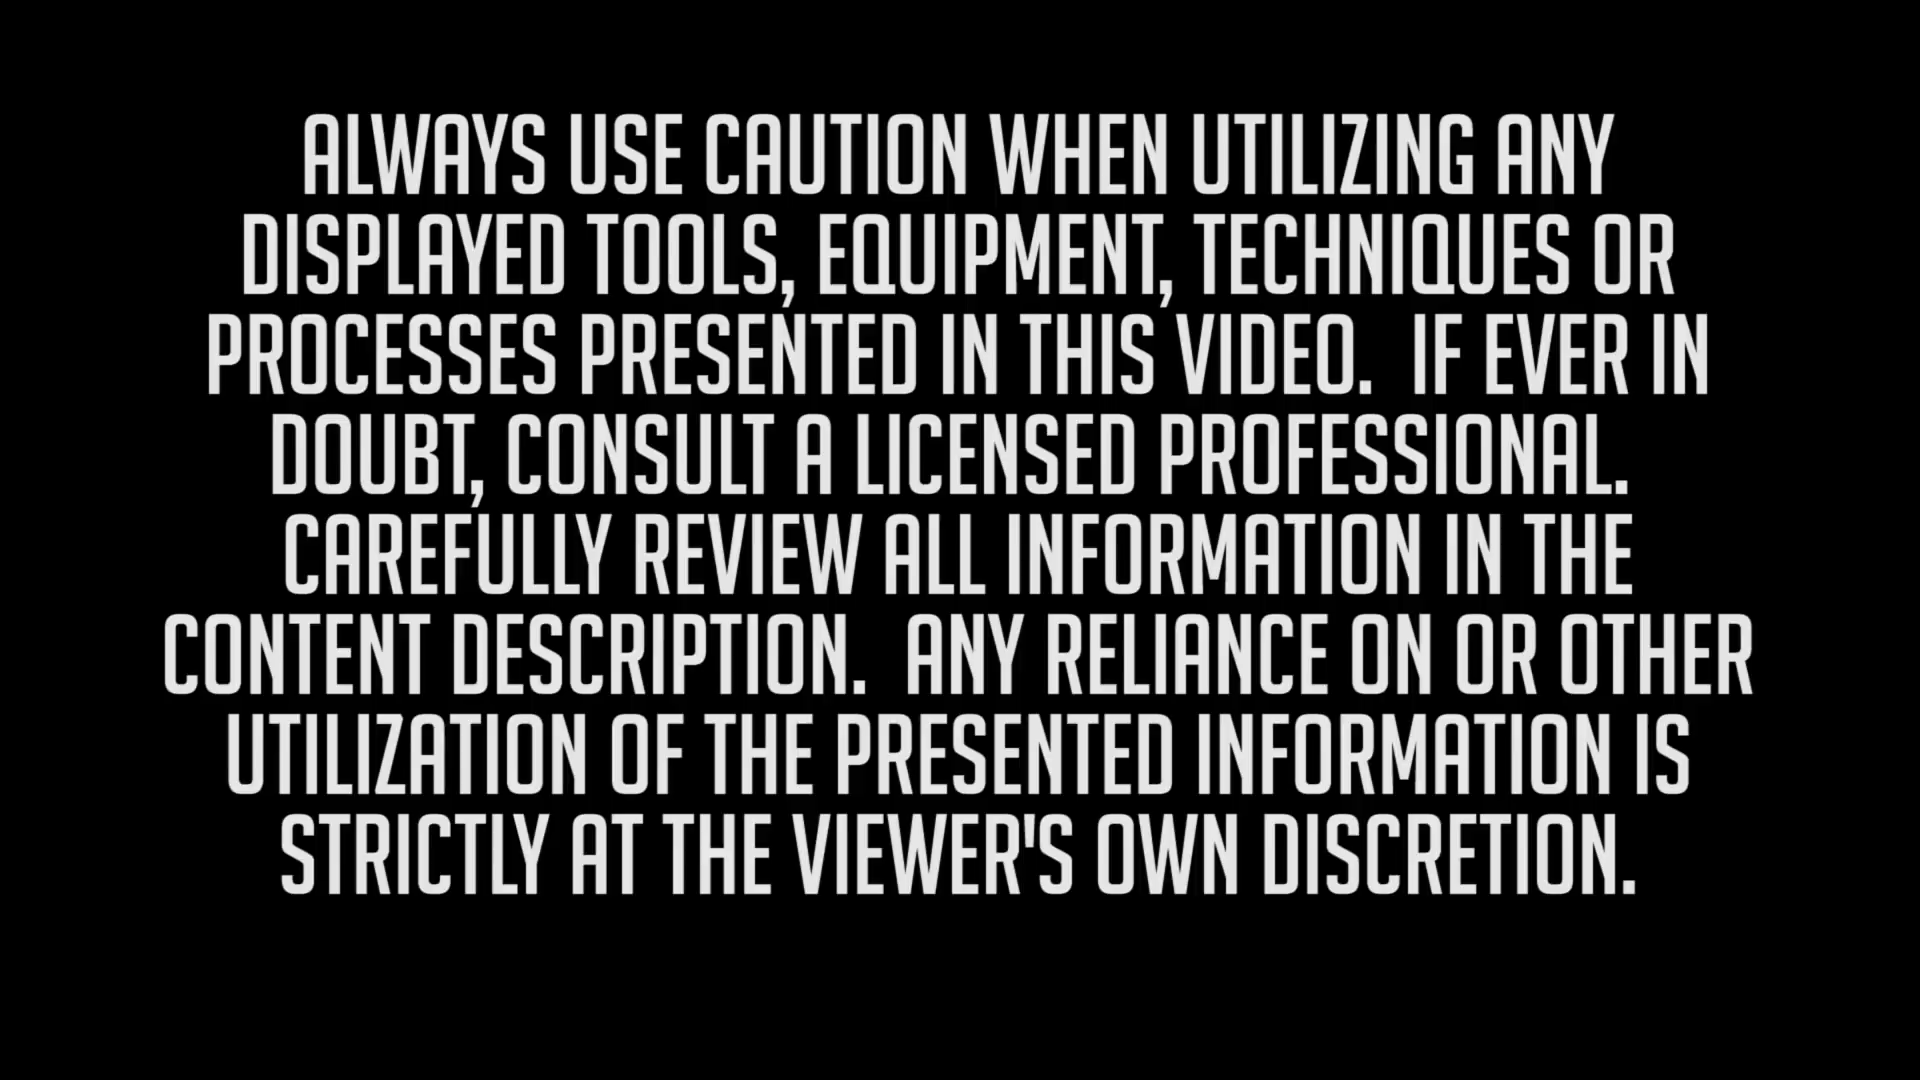 ALWAYS USE CAUTION WHEN UTILIZING ANY
DISPLAYED TOOLS, EQUIPMENT, TECHNIQUES OR
PROCESSES PRESENTED IN THIS VIDEO.  IF EVER IN
DOUBT, CONSULT A LICENSED PROFESSIONAL.
CAREFULLY REVIEW ALL INFORMATION IN THE
CONTENT DESCRIPTION.  ANY RELIANCE ON OR OTHER
UTILIZATION OF THE PRESENTED INFORMATION IS
STRICTLY AT THE VIEWER'S OWN DISCRETION.